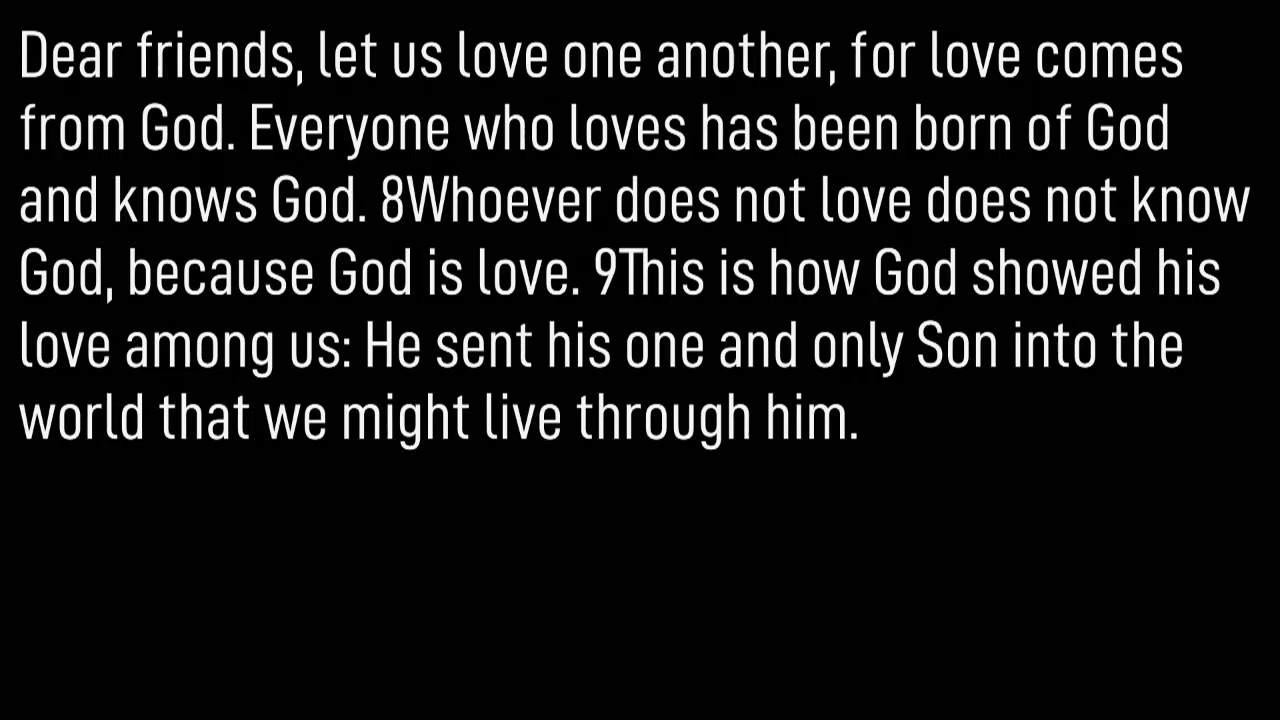 Dear friends, let us love one another, for love comes
from God. Everyone who loves has been born of God
and knows God. 8Whoever does not love does not know
God, because God is love. 9This is how God showed his
love among us: He sent his one and only Son into the
world that we might live through him.